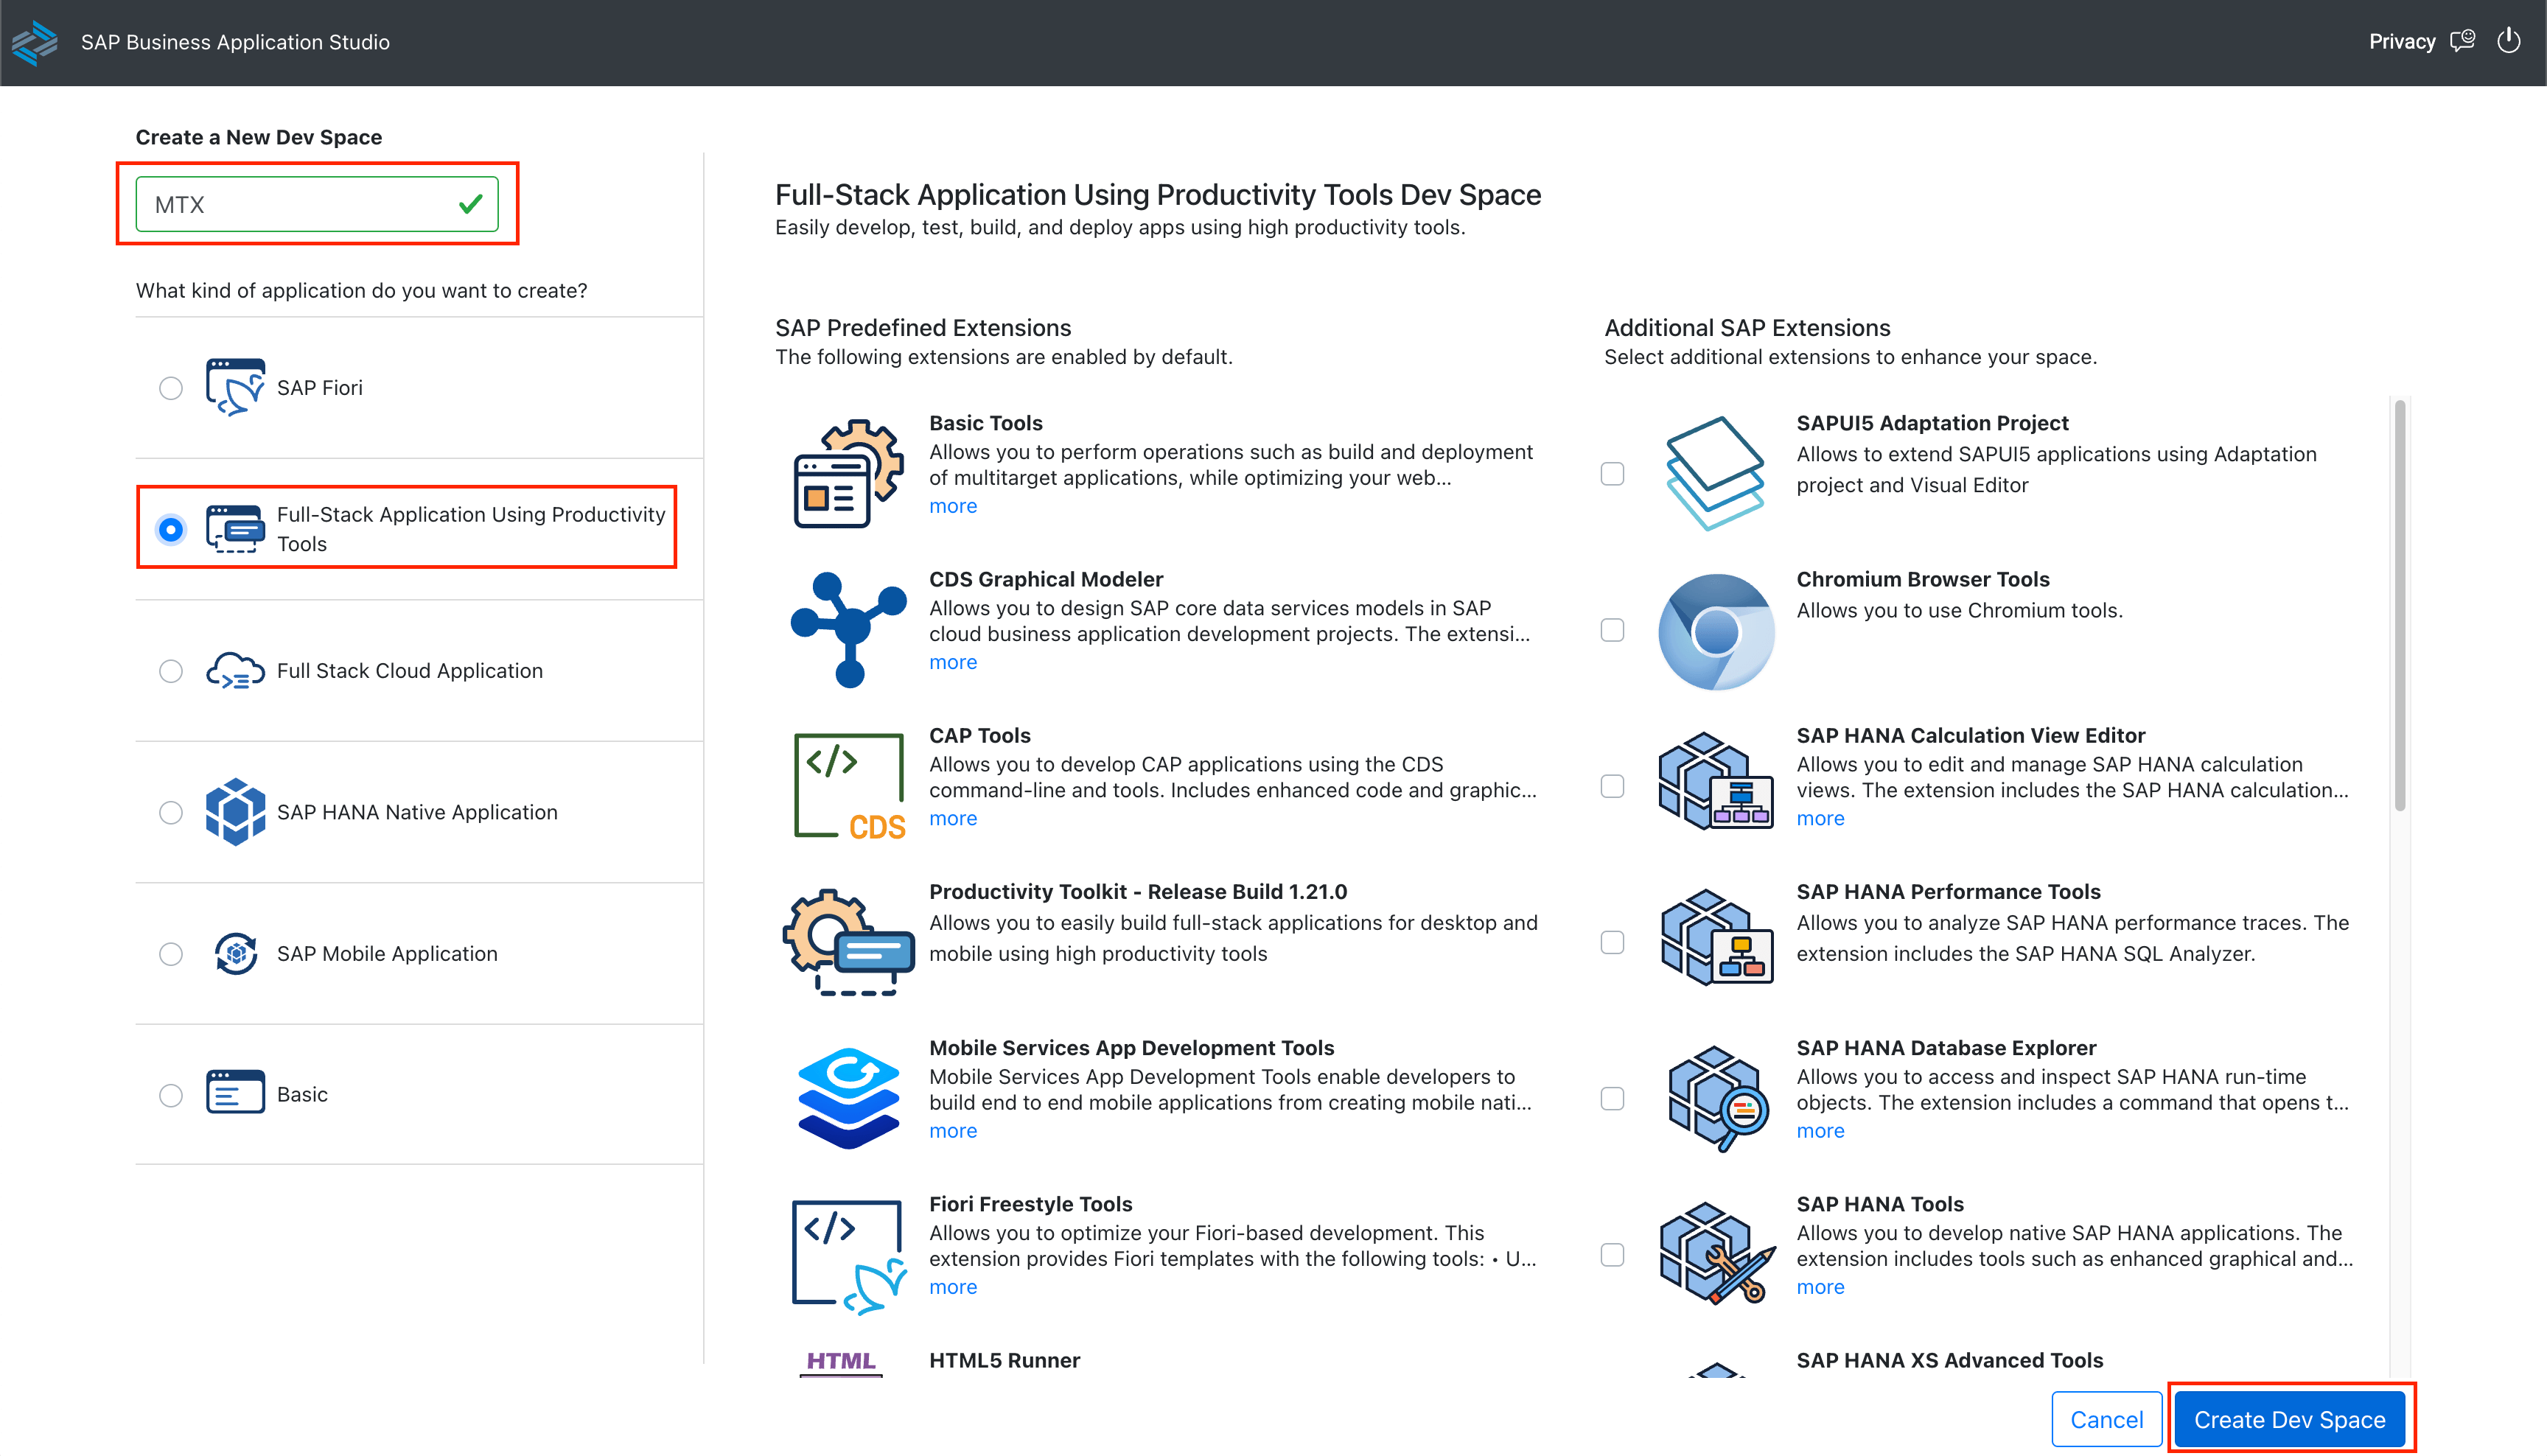 SAP Business Application Studio
Privacy
Create a New Dev Space
MTX
What kind of application do you want to create?
SAP Fiori
Full-Stack Application Using Productivity
Tools
Full Stack Cloud Application
SAP HANA Native Application
SAP Mobile Application
Basic
Full-Stack Application Using Productivity Tools Dev Space
Easily develop, test, build, and deploy apps using high productivity tools.
SAP Predefined Extensions
The following extensions are enabled by default.
Basic Tools
Allows you to perform operations such as build and deployment
of multitarget applications, while optimizing your web...
more
CDS Graphical Modeler
Allows you to design SAP core data services models in SAP
cloud business application development projects. The extensi...
more
</>
CDS
CAP Tools
Allows you to develop CAP applications using the CDS
command-line and tools. Includes enhanced code and graphic...
more
Productivity Toolkit - Release Build 1.21.0
Allows you to easily build full-stack applications for desktop and
mobile using high productivity tools
Mobile Services App Development Tools
Mobile Services App Development Tools enable developers to
build end to end mobile applications from creating mobile nati...
more
</>
Fiori Freestyle Tools
Allows you to optimize your Fiori-based development. This
extension provides Fiori templates with the following tools: • U...
more
HTML
HTML5 Runner
Additional SAP Extensions
Select additional extensions to enhance your space.
SAPUI5 Adaptation Project
Allows to extend SAPUI5 applications using Adaptation
project and Visual Editor
Chromium Browser Tools
Allows you to use Chromium tools.
SAP HANA Calculation View Editor
Allows you to edit and manage SAP HANA calculation
views. The extension includes the SAP HANA calculation...
more
SAP HANA Performance Tools
Allows you to analyze SAP HANA performance traces. The
extension includes the SAP HANA SQL Analyzer.
SAP HANA Database Explorer
Allows you to access and inspect SAP HANA run-time
objects. The extension includes a command that opens t...
more
SAP HANA Tools
Allows you to develop native SAP HANA applications. The
extension includes tools such as enhanced graphical and...
more
SAP HANA XS Advanced Tools
Cancel
Create Dev Space